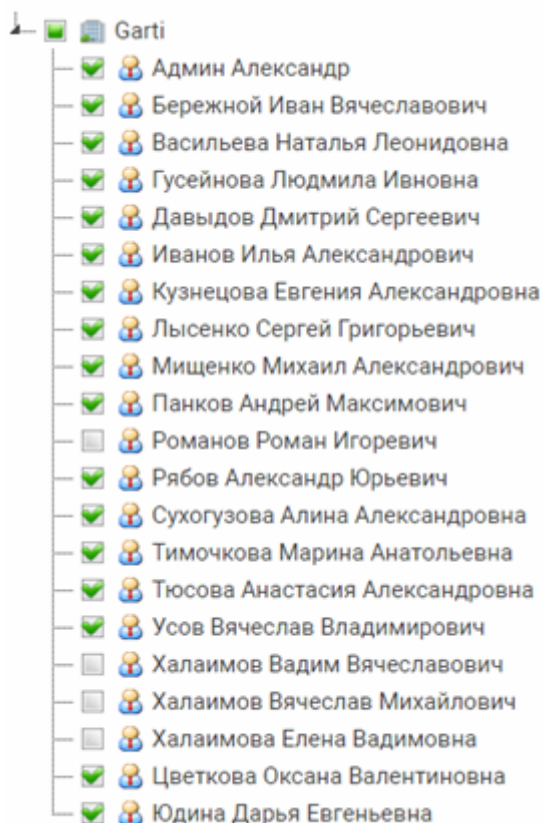 Garti
Админ Александр
Бережной Иван Вячеславович
Васильева Наталья Леонидовна
Гусейнова Людмила Ивновна
Давыдов Дмитрий Сергеевич
Иванов Илья Александрович
Кузнецова Евгения Александровна
Лысенко Сергей Григорьевич
Мищенко Михаил Александрович
Панков Андрей Максимович
Романов Роман Игоревич
Рябов Александр Юрьевич
Сухогузова Алина Александровна
Тимочкова Марина Анатольевна
Тюсова Анастасия Александровна
Усов Вячеслав Владимирович
Халаимов Вадим Вячеславович
Халаимов Вячеслав Михайлович
Халаимова Елена Вадимовна
Цветкова Оксана Валентиновна
Юдина Дарья Евгеньевна